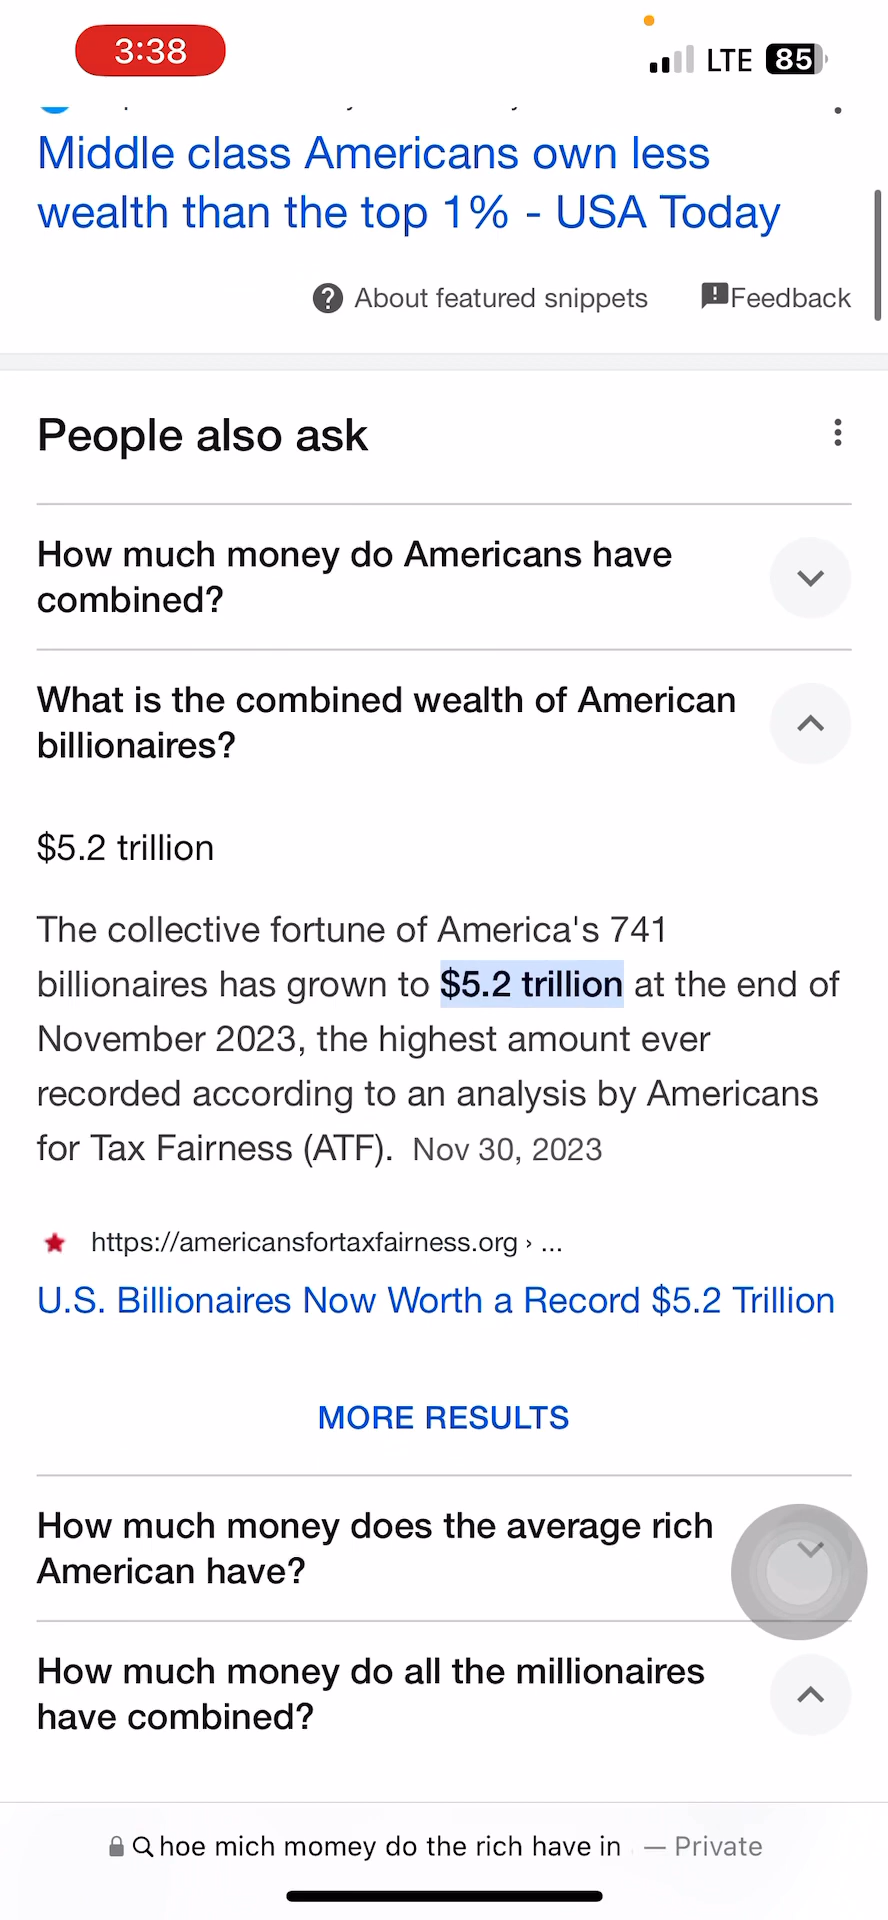 3:38
LTE 85
Middle class Americans own less
wealth than the top 1% - USA Today
About featured snippets
Feedback
People also ask
How much money do Americans have
combined?
What is the combined wealth of American
billionaires?
$5.2 trillion
The collective fortune of America's 741
billionaires has grown to $5.2 trillion at the end of
November 2023, the highest amount ever
recorded according to an analysis by Americans
for Tax Fairness (ATF). Nov 30, 2023
https://americansfortaxfairness.org › ...
U.S. Billionaires Now Worth a Record $5.2 Trillion
MORE RESULTS
How much money does the average rich
American have?
How much money do all the millionaires
have combined?
hoe mich momey do the rich have in — Private